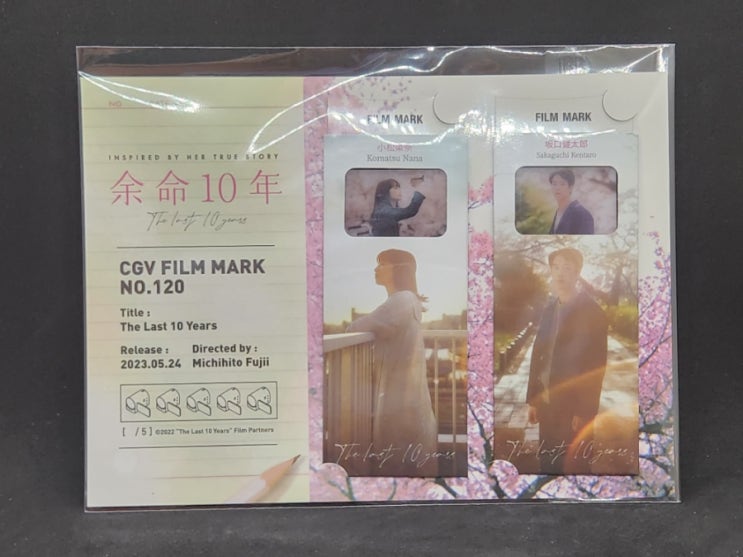 INSPIRED BY HER TRUE STORY
余命10年
The last 10 years
CGV FILM MARK
NO.120
Title :
The Last 10 Years
Release :
2023.05.24
Directed by :
Michihito Fujii
[ /5] ©2022 "The Last 10 Years" Film Partners
FILM MARK
小松菜奈
Komatsu Nana
The last 10 years
FILM MARK
坂口健太郎
Sakaguchi Kentaro
The last 10 years